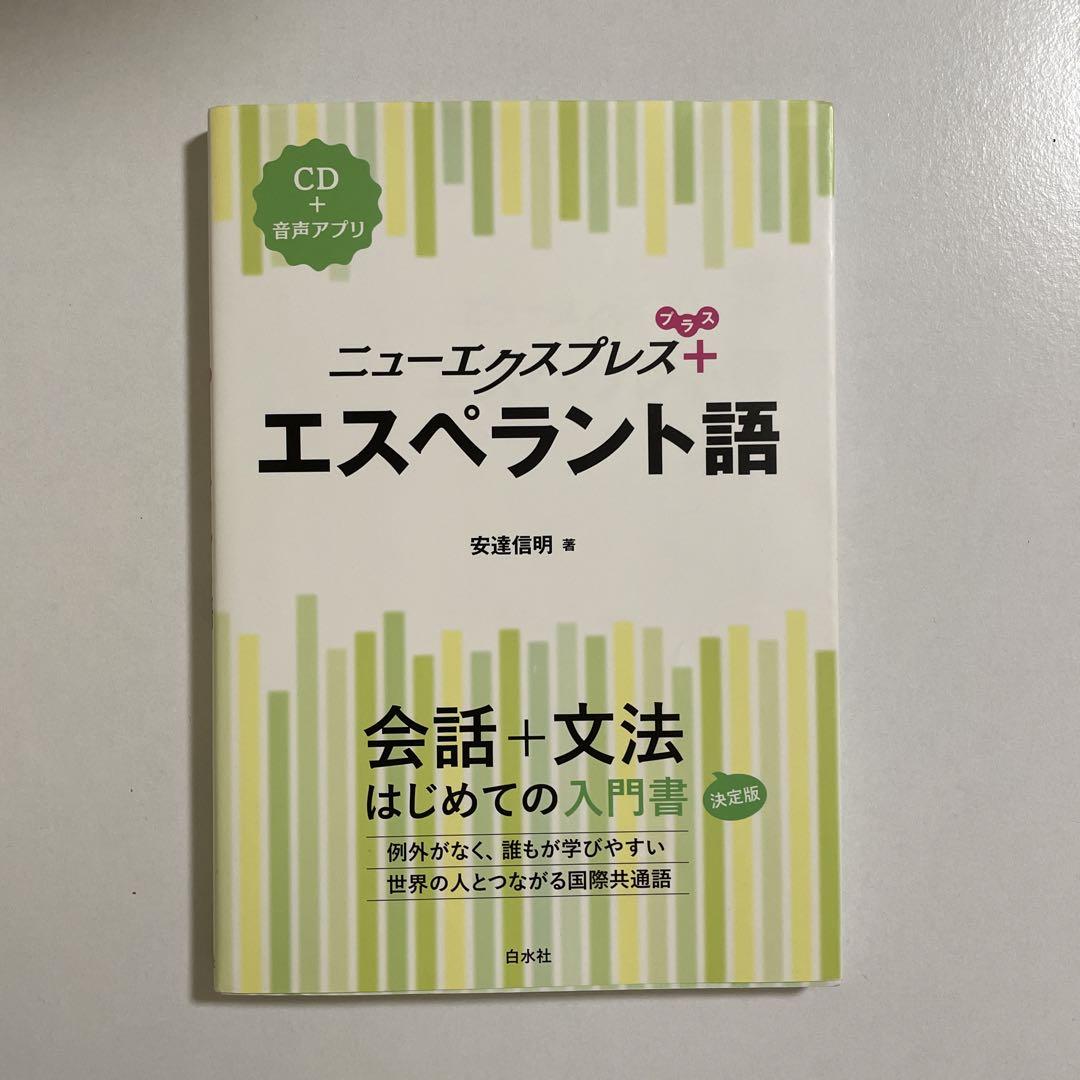 CD
+
音声アプリ
プラス
ニューエクスプレス+
エスペラント語
安達信明 著
会話+文法
はじめての入門書
決定版
例外がなく、誰もが学びやすい
世界の人とつながる国際共通語
白水社